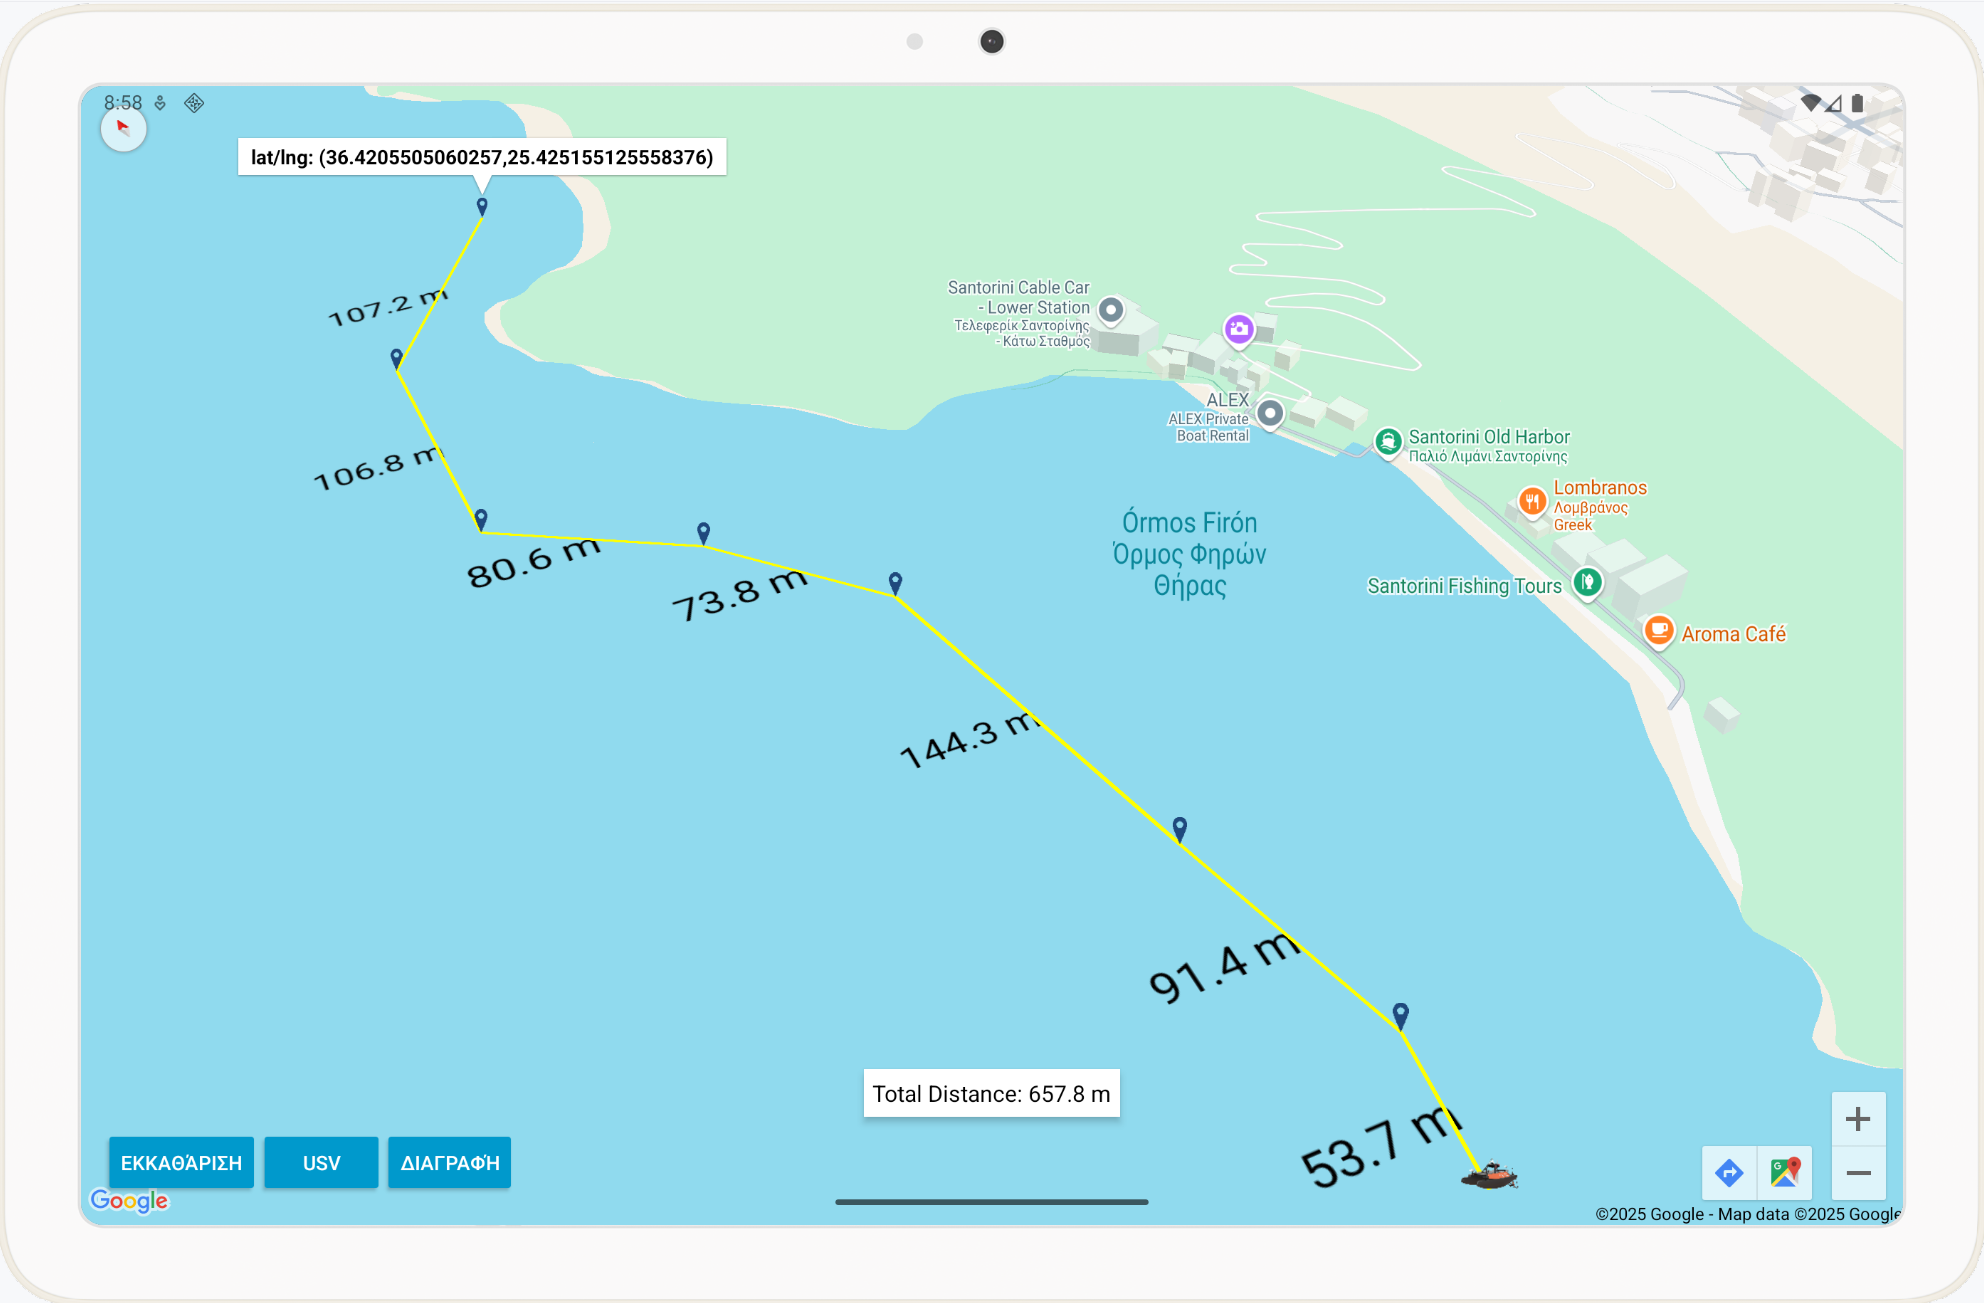 8:58
lat/lng: (36.4205505060257,25.425155125558376)
107.2 m
106.8 m
80.6 m
73.8 m
144.3 m
91.4 m
53.7 m
Santorini Cable Car
- Lower Station
Τελεφερίκ Σαντορίνης
- Κάτω Σταθμός
ALEX
ALEX Private
Boat Rental
Santorini Old Harbor
Παλιό Λιμάνι Σαντορίνης
Lombranos
Λομβράνος
Greek
Órmos Firón
Όρμος Φηρών
Θήρας
Santorini Fishing Tours
Aroma Café
Total Distance: 657.8 m
ΕΚΚΑΘΆΡΙΣΗ
USV
ΔΙΑΓΡΑΦΉ
Google
©2025 Google - Map data ©2025 Google